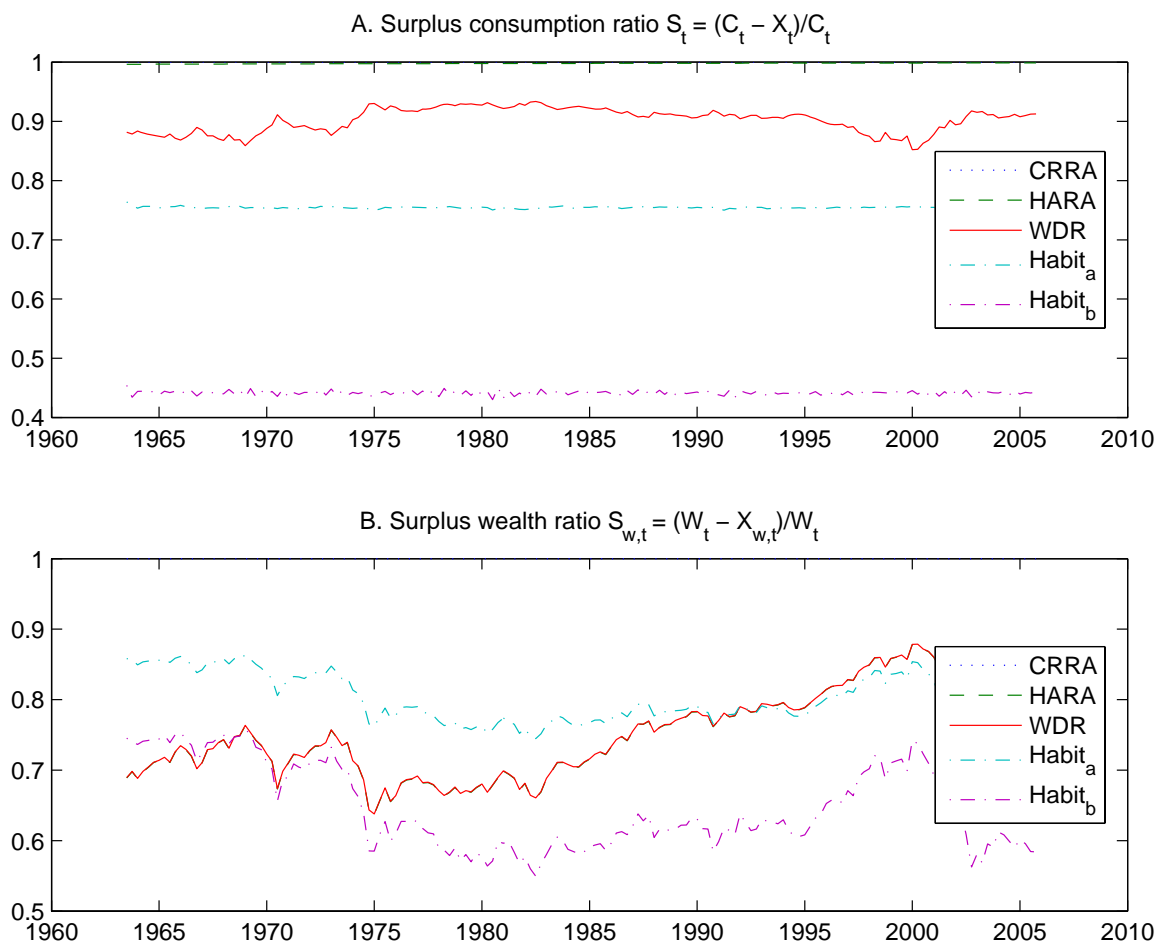 A. Surplus consumption ratio S_t = (C_t − X_t)/C_t
1
0.9
0.8
0.7
0.6
0.5
0.4
CRRA
HARA
WDR
Habit_a
Habit_b
1960 1965 1970 1975 1980 1985 1990 1995 2000 2005 2010
B. Surplus wealth ratio S_w,t = (W_t − X_w,t)/W_t
1
0.9
0.8
0.7
0.6
0.5
CRRA
HARA
WDR
Habit_a
Habit_b
1960 1965 1970 1975 1980 1985 1990 1995 2000 2005 2010